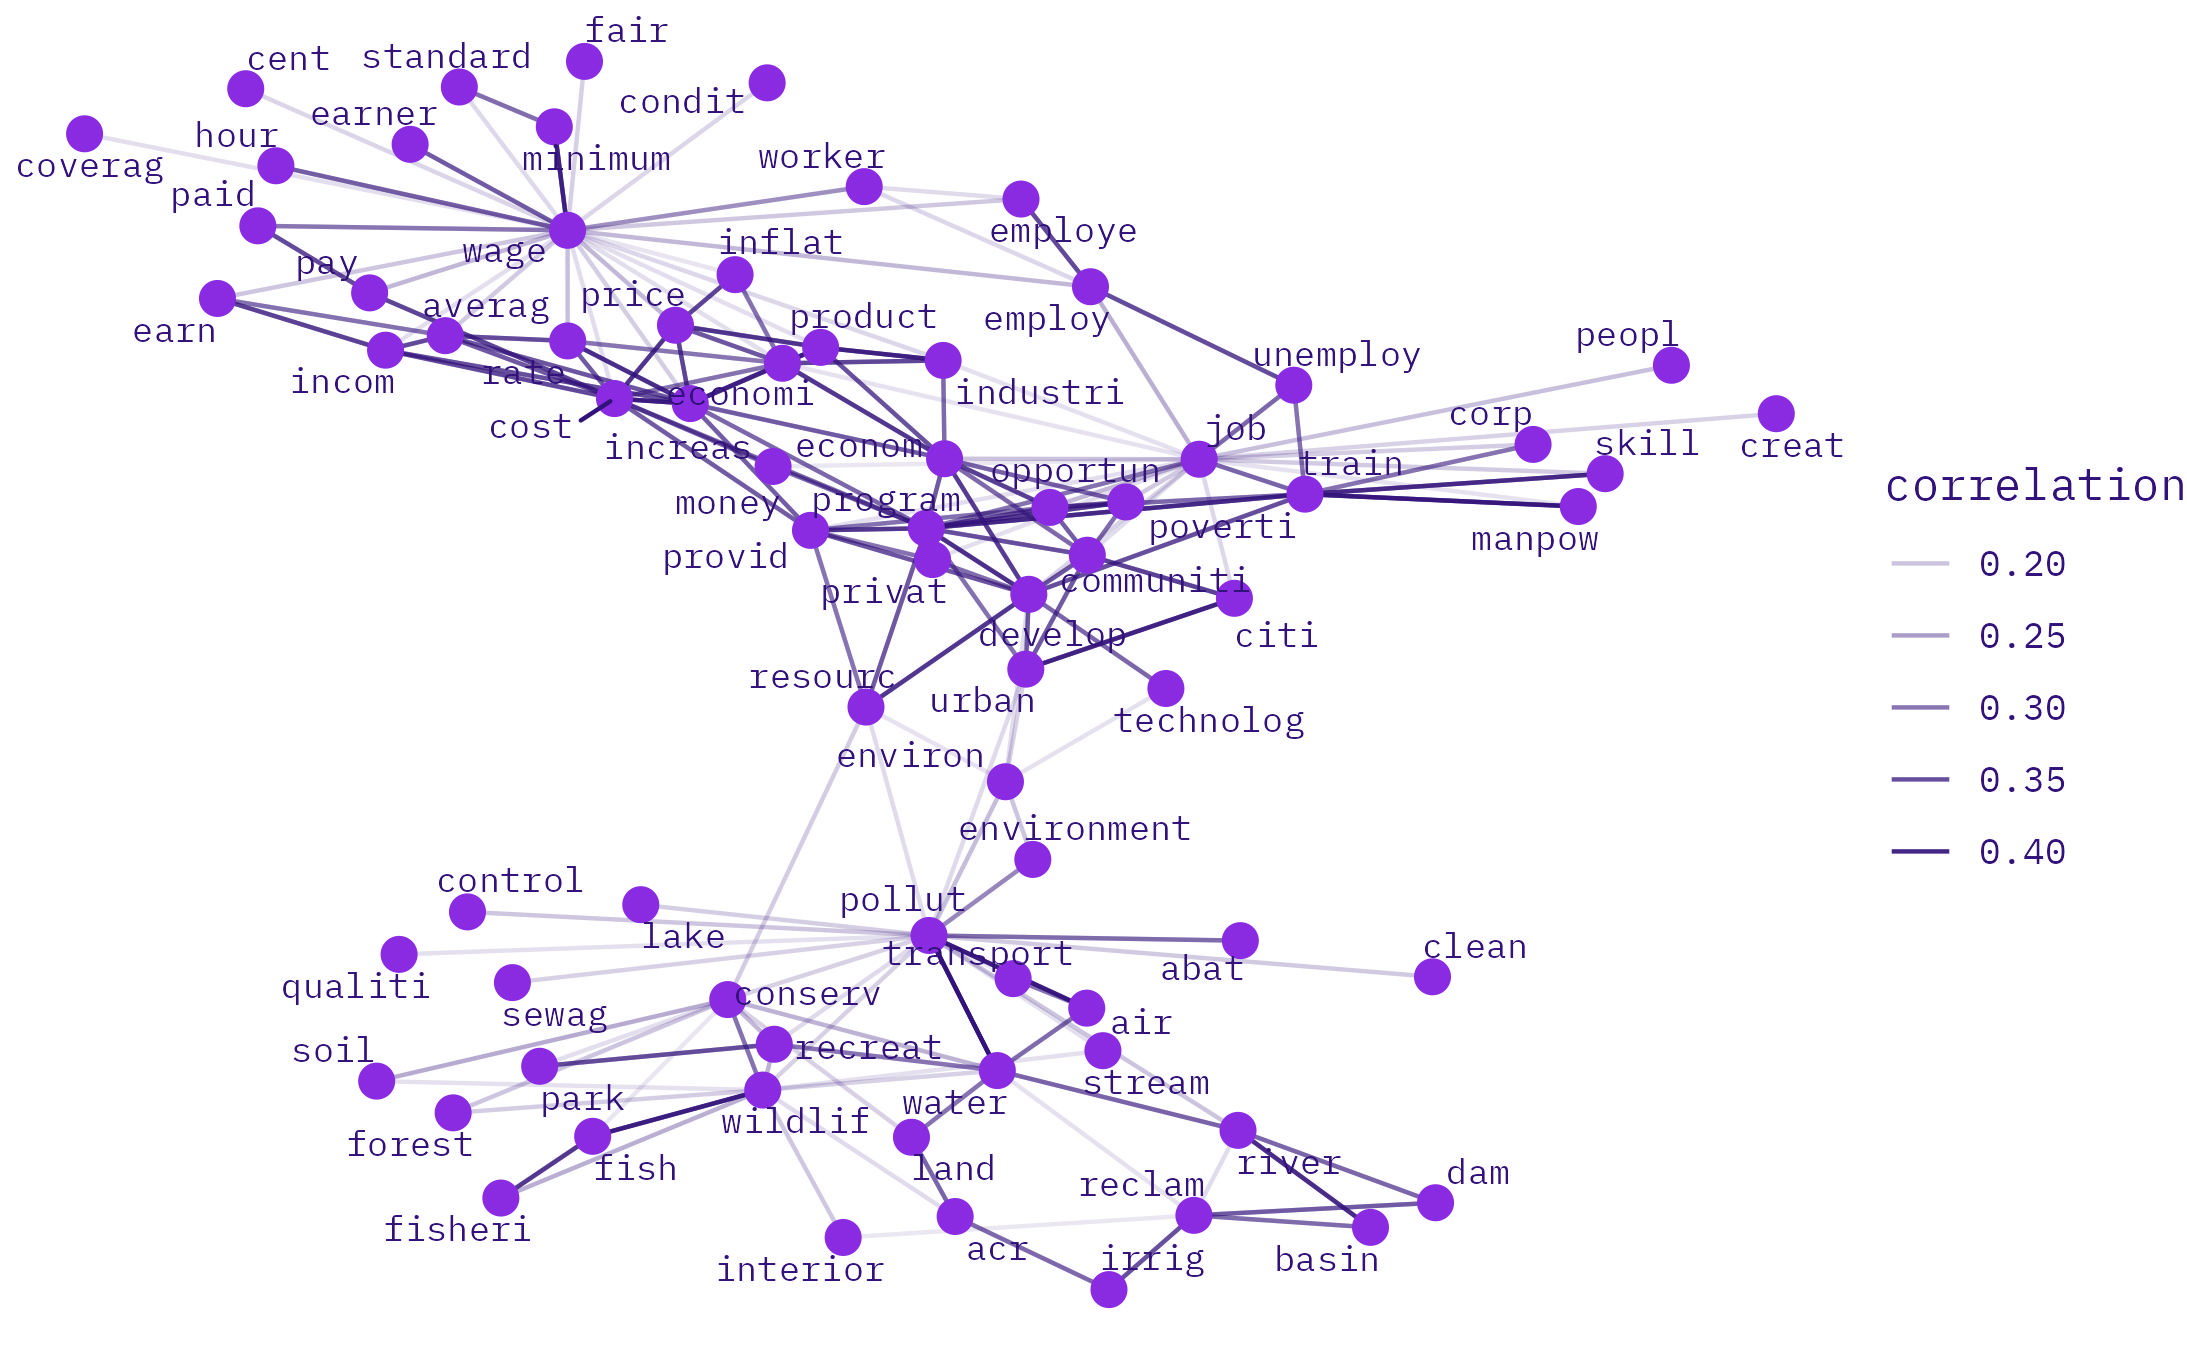 fair
cent
standard
condit
earner
hour
minimum
coverag
worker
paid
employe
wage
inflat
pay
price
averag
product
employ
earn
peopl
unemploy
incom
rate
economi
industri
corp
cost
job
skill
creat
increas
econom
opportun
train
money
program
poverti
manpow
provid
privat
communiti
develop
citi
resourc
urban
technolog
environ
environment
control
pollut
lake
transport
abat
clean
qualiti
conserv
sewag
air
soil
recreat
stream
park
water
wildlif
forest
fish
land
river
reclam
dam
fisheri
acr
irrig
basin
interior
correlation
0.20
0.25
0.30
0.35
0.40